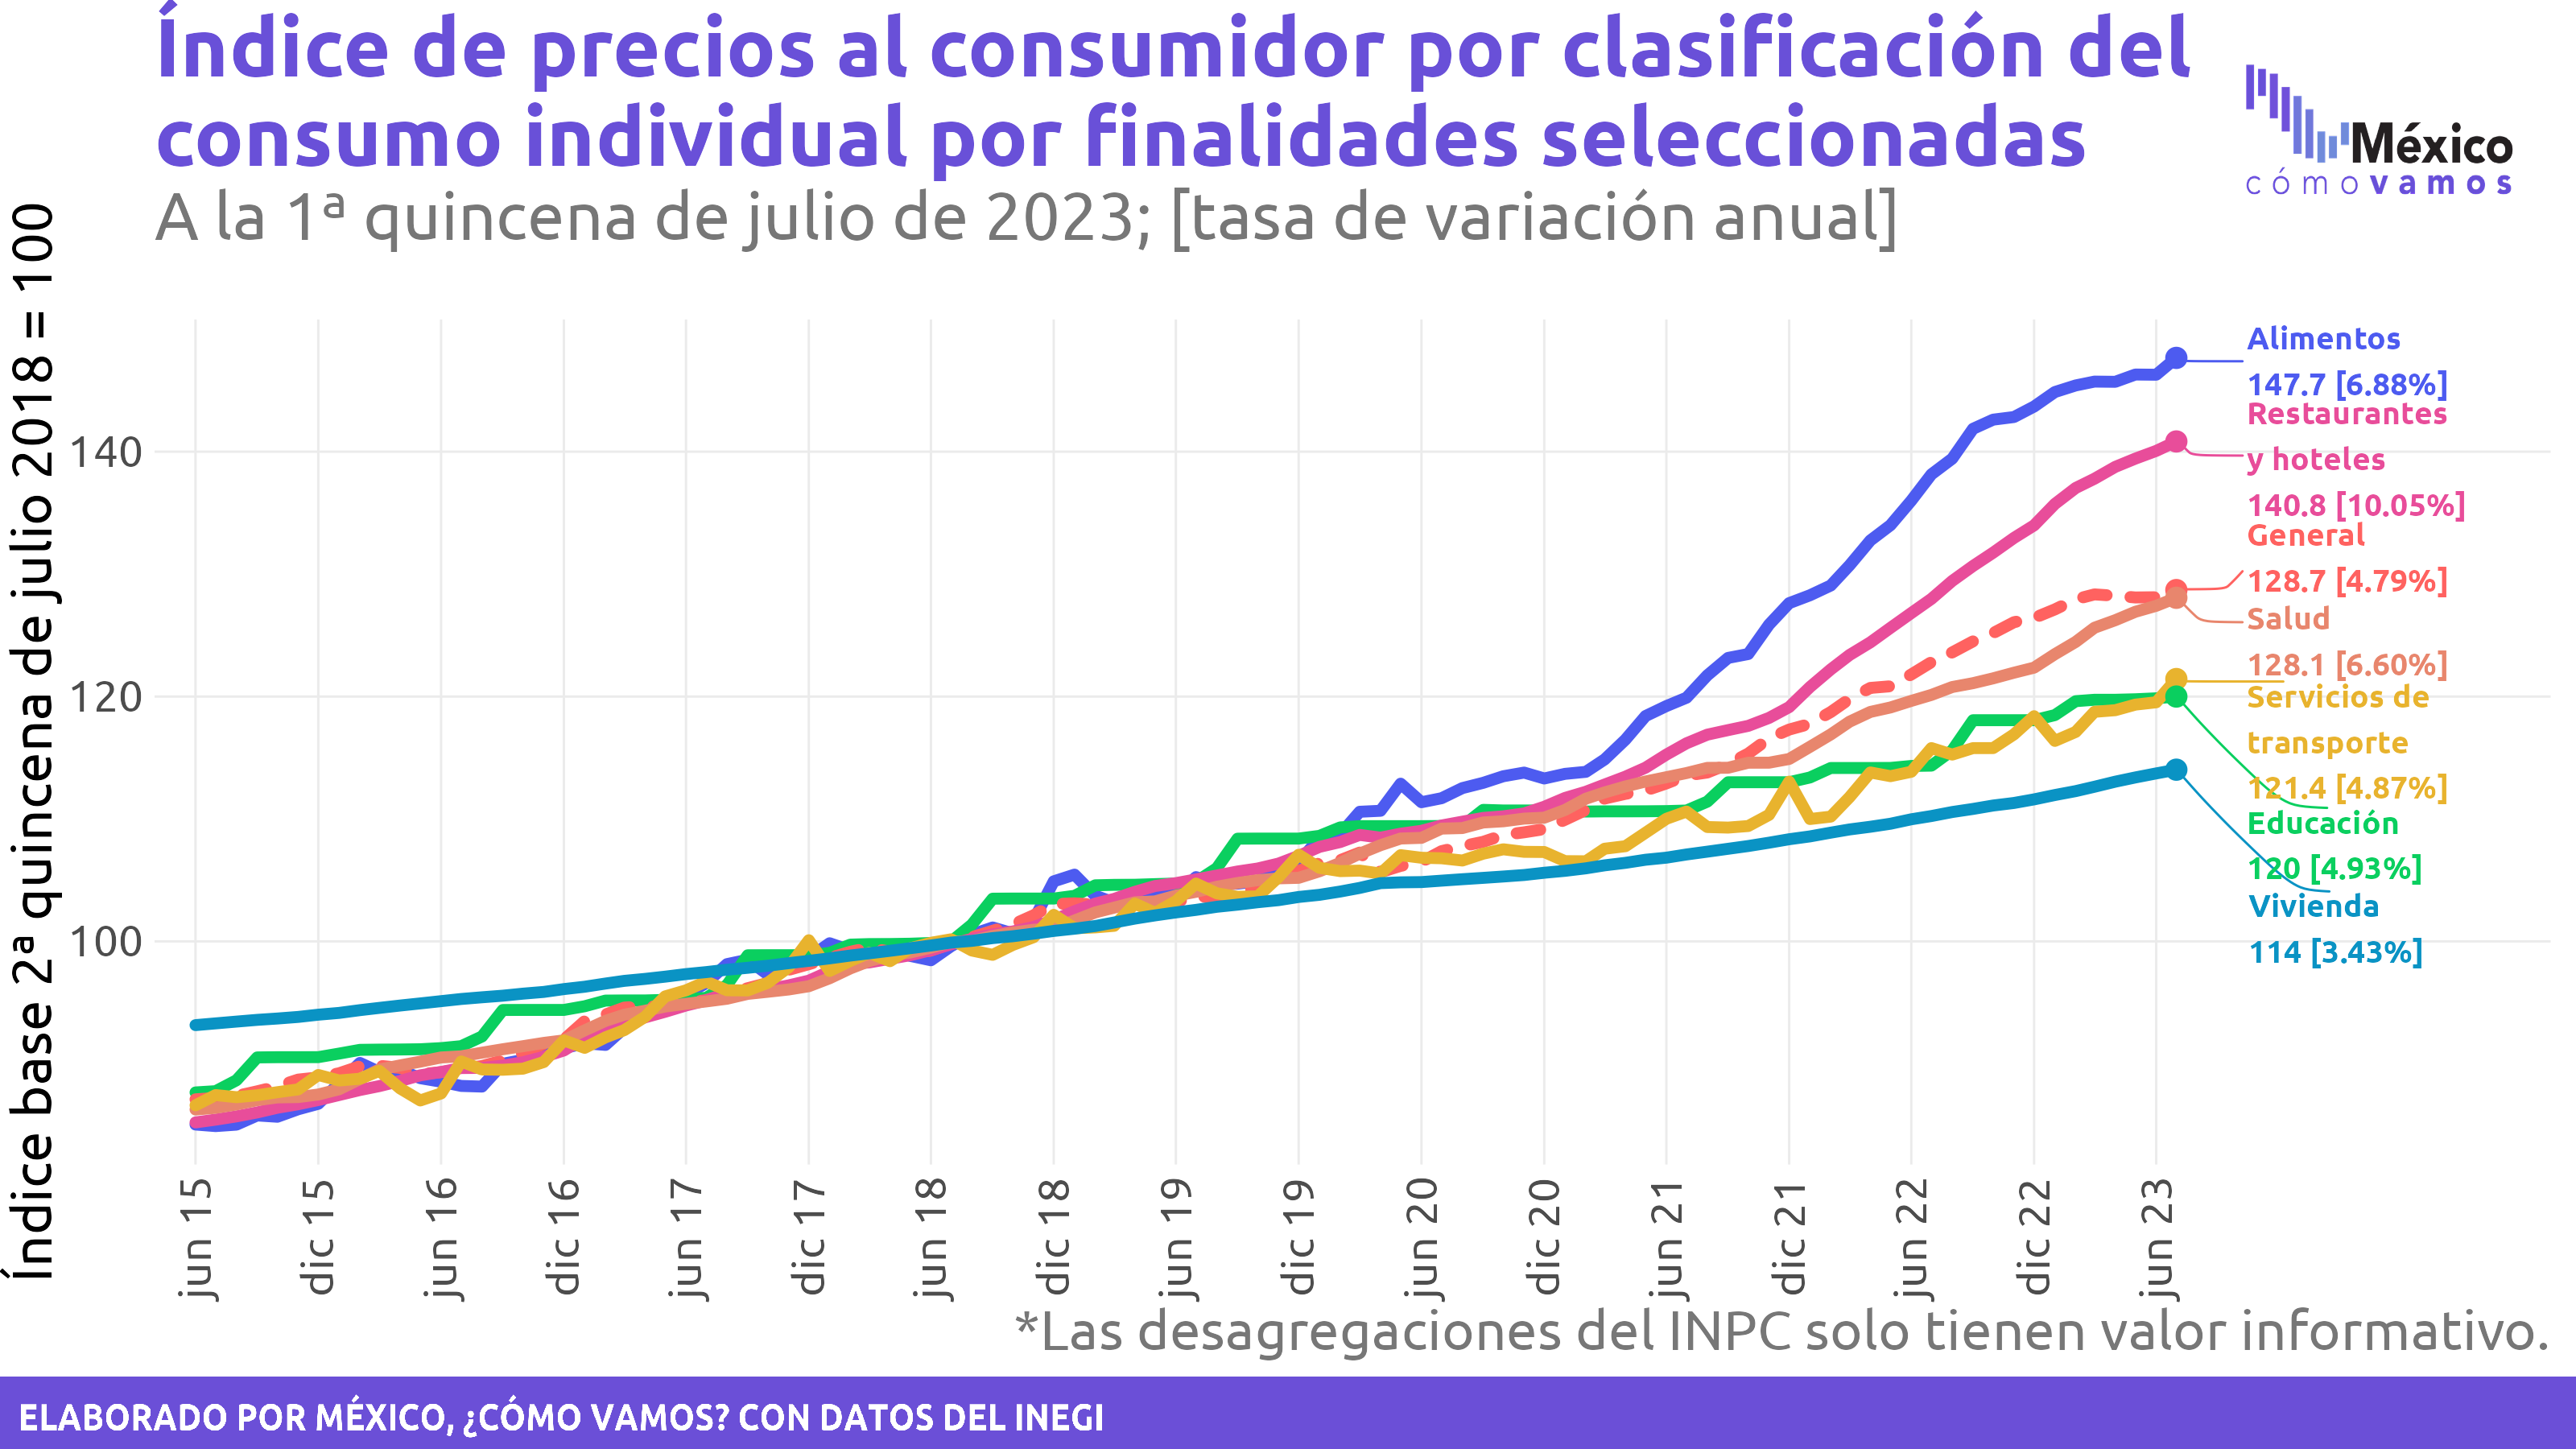 Índice de precios al consumidor por clasificación del
consumo individual por finalidades seleccionadas
A la 1ª quincena de julio de 2023; [tasa de variación anual]
México
cómo vamos
Índice base 2ª quincena de julio 2018 = 100
140
120
100
Alimentos
147.7 [6.88%]
Restaurantes
y hoteles
140.8 [10.05%]
General
128.7 [4.79%]
Salud
128.1 [6.60%]
Servicios de
transporte
121.4 [4.87%]
Educación
120 [4.93%]
Vivienda
114 [3.43%]
jun 15
dic 15
jun 16
dic 16
jun 17
dic 17
jun 18
dic 18
jun 19
dic 19
jun 20
dic 20
jun 21
dic 21
jun 22
dic 22
jun 23
*Las desagregaciones del INPC solo tienen valor informativo.
ELABORADO POR MÉXICO, ¿CÓMO VAMOS? CON DATOS DEL INEGI